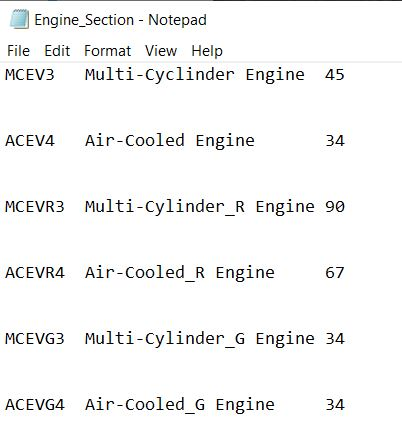 Engine_Section - Notepad
File Edit Format View Help
MCEV3 Multi-Cyclinder Engine 45
ACEV4 Air-Cooled Engine 34
MCEVR3 Multi-Cylinder_R Engine 90
ACEVR4 Air-Cooled_R Engine 67
MCEVG3 Multi-Cylinder_G Engine 34
ACEVG4 Air-Cooled_G Engine 34